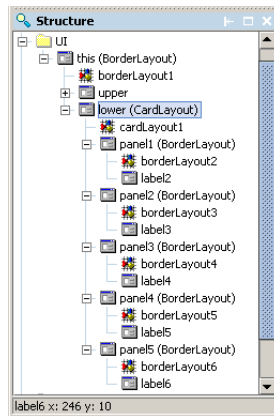 Structure
UI
this (BorderLayout)
borderLayout1
upper
lower (CardLayout)
cardLayout1
panel1 (BorderLayout)
borderLayout2
label2
panel2 (BorderLayout)
borderLayout3
label3
panel3 (BorderLayout)
borderLayout4
label4
panel4 (BorderLayout)
borderLayout5
label5
panel5 (BorderLayout)
borderLayout6
label6
label6 x: 246 y: 10